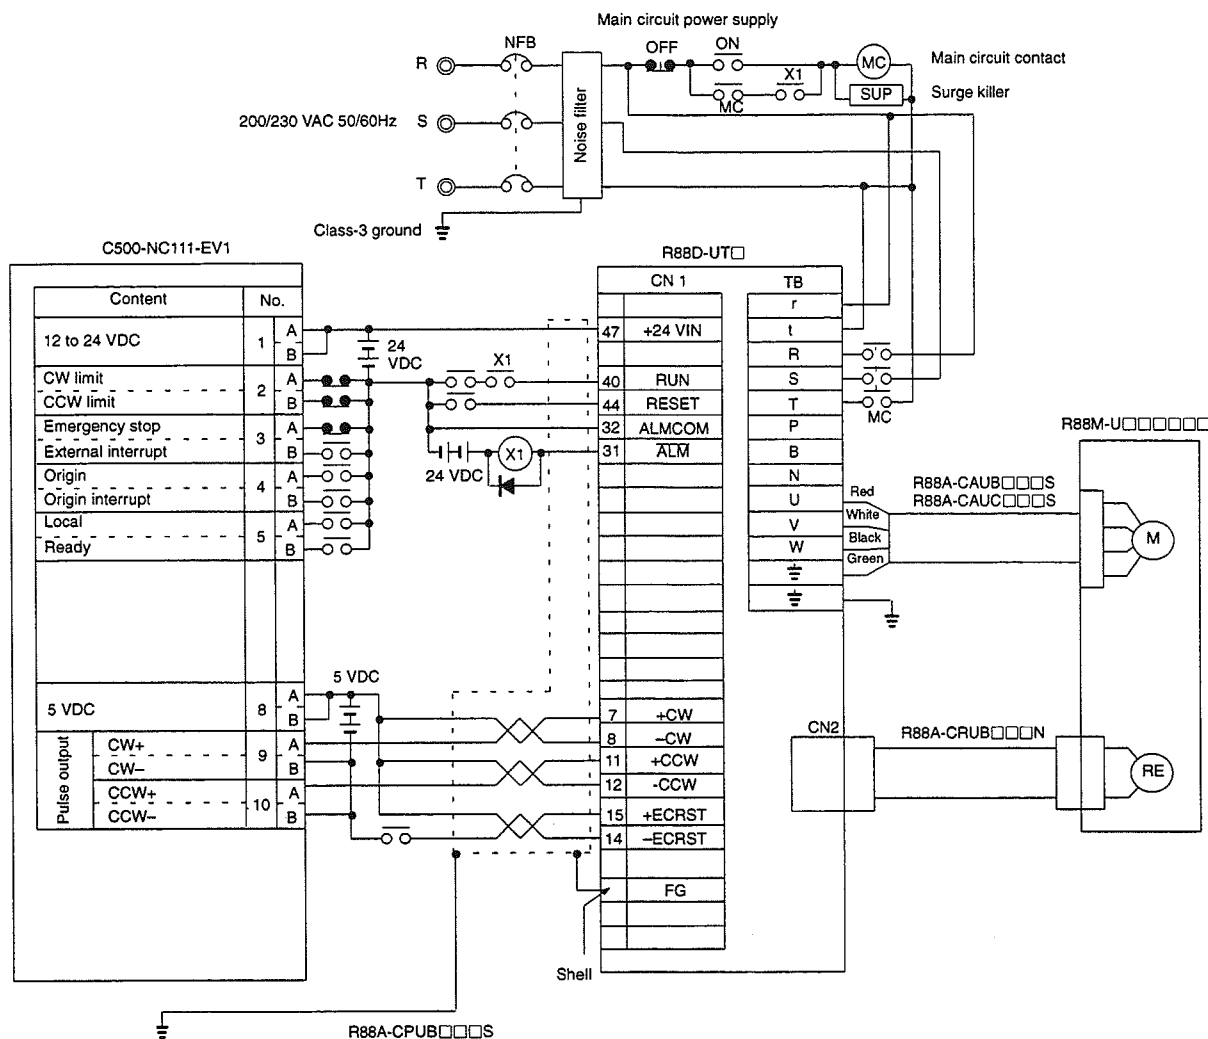 Main circuit power supply
NFB
OFF
ON
R
MC
Main circuit contact
X1
SUP
Surge killer
MC
Noise filter
200/230 VAC 50/60Hz
S
T
Class-3 ground
C500-NC111-EV1
R88D-UT□
Content
No.
CN 1
TB
r
12 to 24 VDC
1
A
B
24
VDC
47
+24 VIN
t
R
CW limit
CCW limit
2
A
B
X1
40
RUN
S
44
RESET
T
MC
Emergency stop
External interrupt
3
A
B
32
ALMCOM
P
24 VDC
X1
31
ALM
B
R88M-U□□□□□□
Origin
Origin interrupt
4
A
B
N
U
Red
R88A-CAUB□□□S
R88A-CAUC□□□S
Local
Ready
5
A
B
V
White
W
Black
Green
M
5 VDC
5 VDC
8
A
B
7
+CW
8
–CW
CN2
R88A-CRUB□□□N
Pulse output
CW+
CW–
9
A
B
11
+CCW
12
-CCW
RE
CCW+
CCW–
10
A
B
15
+ECRST
14
–ECRST
FG
Shell
R88A-CPUB□□□S